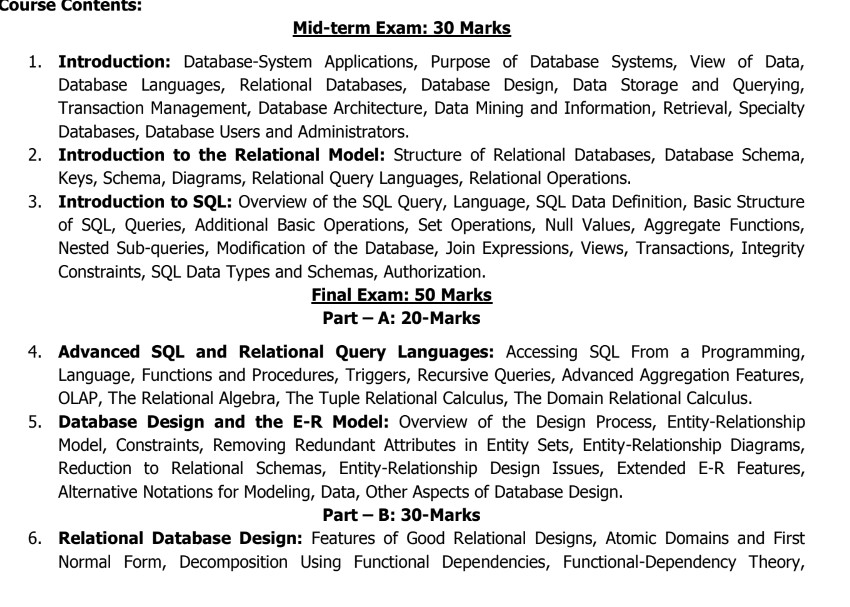 Course Contents:
Mid-term Exam: 30 Marks
1. Introduction: Database-System Applications, Purpose of Database Systems, View of Data,
Database Languages, Relational Databases, Database Design, Data Storage and Querying,
Transaction Management, Database Architecture, Data Mining and Information, Retrieval, Specialty
Databases, Database Users and Administrators.
2. Introduction to the Relational Model: Structure of Relational Databases, Database Schema,
Keys, Schema, Diagrams, Relational Query Languages, Relational Operations.
3. Introduction to SQL: Overview of the SQL Query, Language, SQL Data Definition, Basic Structure
of SQL, Queries, Additional Basic Operations, Set Operations, Null Values, Aggregate Functions,
Nested Sub-queries, Modification of the Database, Join Expressions, Views, Transactions, Integrity
Constraints, SQL Data Types and Schemas, Authorization.
Final Exam: 50 Marks
Part – A: 20-Marks
4. Advanced SQL and Relational Query Languages: Accessing SQL From a Programming,
Language, Functions and Procedures, Triggers, Recursive Queries, Advanced Aggregation Features,
OLAP, The Relational Algebra, The Tuple Relational Calculus, The Domain Relational Calculus.
5. Database Design and the E-R Model: Overview of the Design Process, Entity-Relationship
Model, Constraints, Removing Redundant Attributes in Entity Sets, Entity-Relationship Diagrams,
Reduction to Relational Schemas, Entity-Relationship Design Issues, Extended E-R Features,
Alternative Notations for Modeling, Data, Other Aspects of Database Design.
Part – B: 30-Marks
6. Relational Database Design: Features of Good Relational Designs, Atomic Domains and First
Normal Form, Decomposition Using Functional Dependencies, Functional-Dependency Theory,